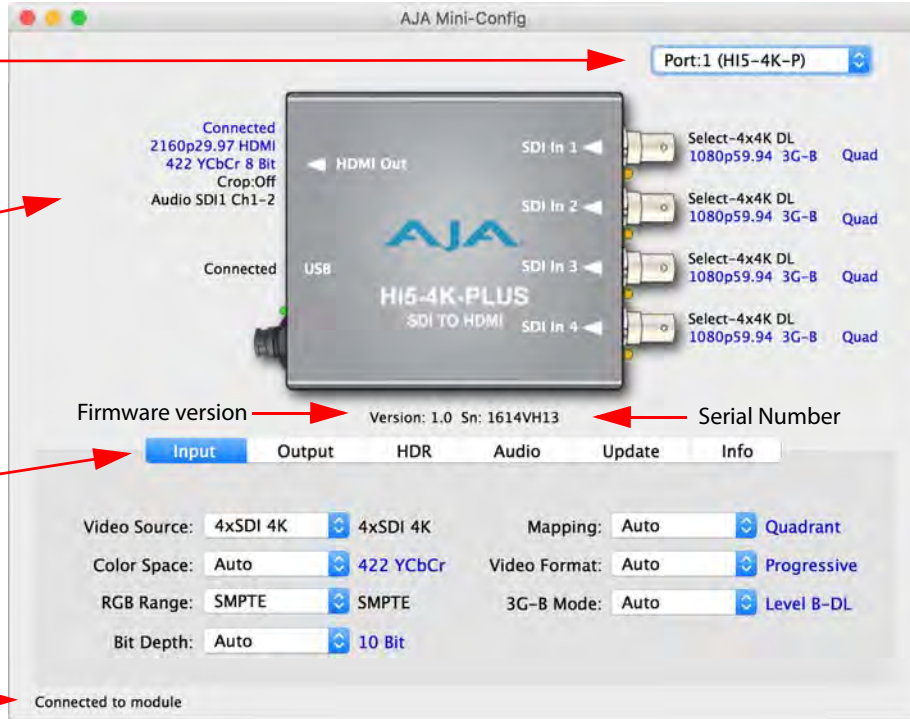 AJA Mini-Config
Port:1 (HI5-4K-P)
Connected
2160p29.97 HDMI
422 YCbCr 8 Bit
Crop:Off
Audio SDI1 Ch1-2
Connected
HDMI Out
USB
AJA
HI5-4K-PLUS
SDI TO HDMI
SDI In 1
SDI In 2
SDI In 3
SDI In 4
Select-4x4K DL
1080p59.94 3G-B Quad
Select-4x4K DL
1080p59.94 3G-B Quad
Select-4x4K DL
1080p59.94 3G-B Quad
Select-4x4K DL
1080p59.94 3G-B Quad
Firmware version
Version: 1.0 Sn: 1614VH13
Serial Number
Input Output HDR Audio Update Info
Video Source: 4xSDI 4K 4xSDI 4K
Color Space: Auto 422 YCbCr
RGB Range: SMPTE SMPTE
Bit Depth: Auto 10 Bit
Mapping: Auto Quadrant
Video Format: Auto Progressive
3G-B Mode: Auto Level B-DL
Connected to module